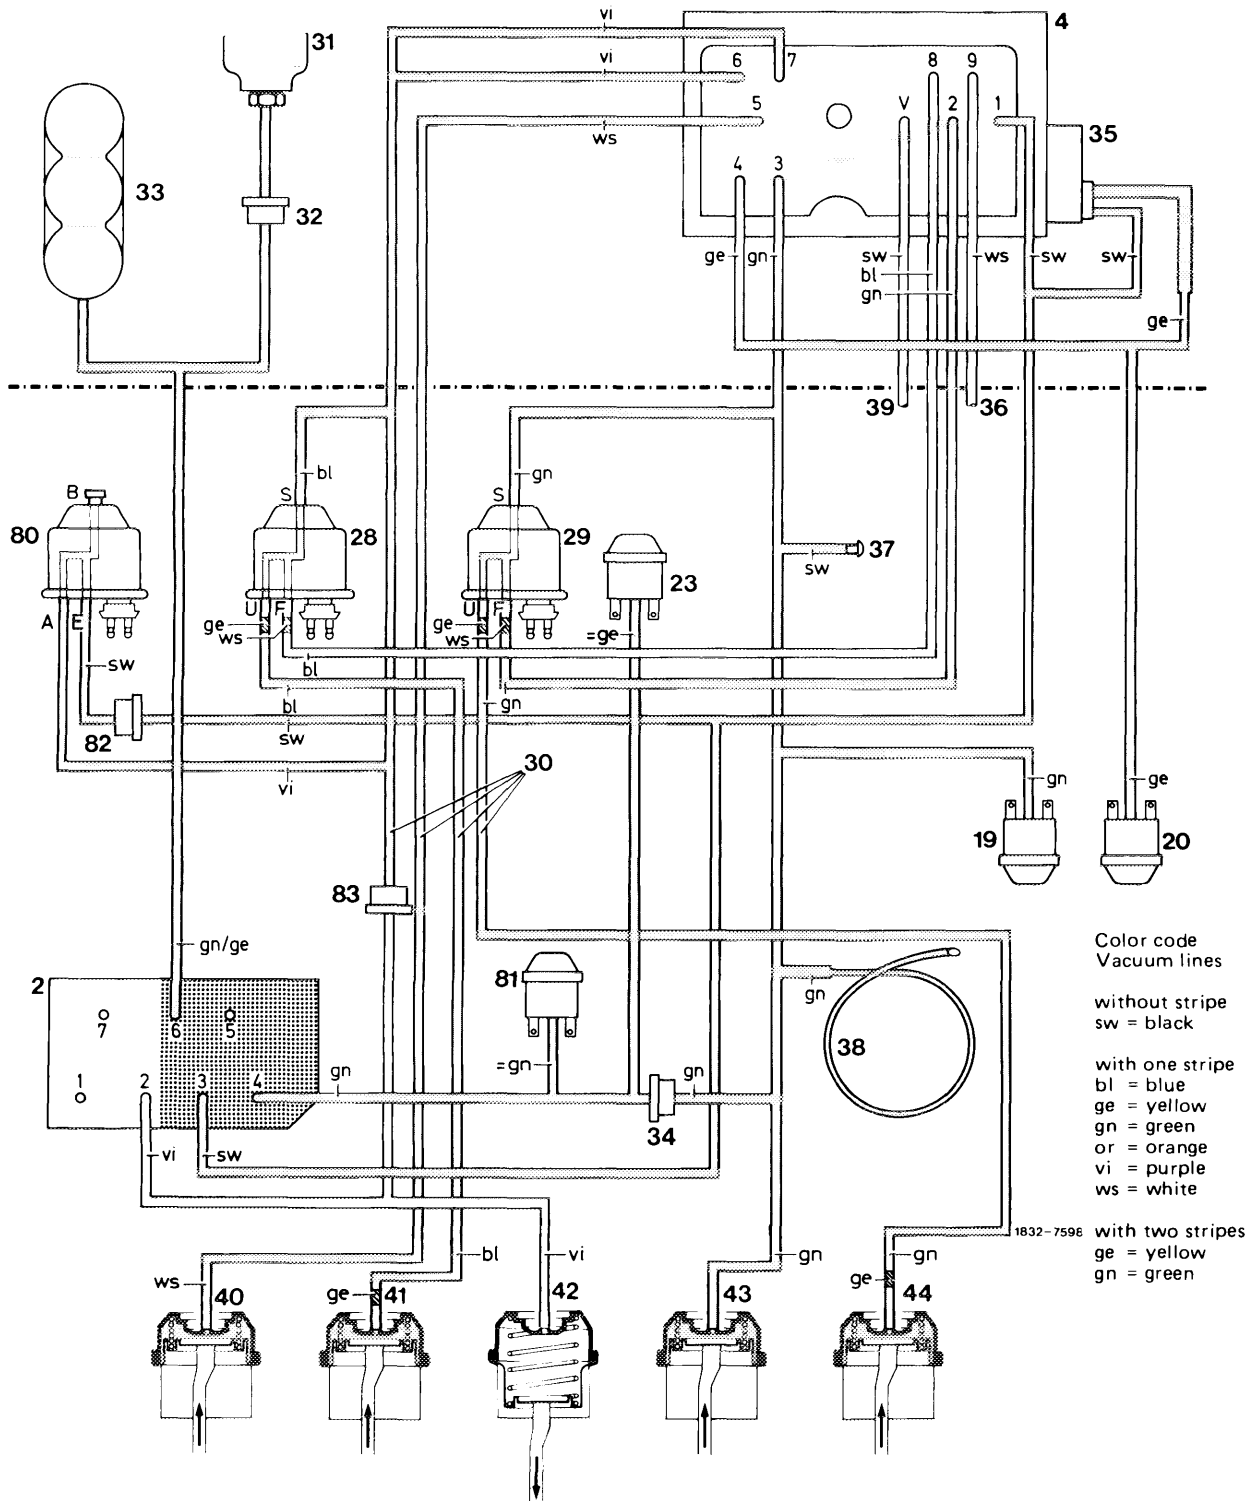 vi
31
4
vi
6
7
8
9
5
V
2
1
ws
35
33
4
3
32
ge
gn
sw
bl
gn
ws
sw
sw
ge
39
36
bl
gn
B
S
S
80
28
29
37
sw
23
A
E
U
F
U
F
ge
ws
ge
ws
=ge
sw
bl
bl
gn
82
sw
30
vi
gn
ge
19
20
83
gn/ge
Color code
Vacuum lines
2
81
gn
without stripe
sw = black
7
6
5
38
=gn
with one stripe
bl = blue
ge = yellow
gn = green
or = orange
vi = purple
ws = white
1
2
3
4
gn
gn
34
vi
sw
1832-7598
with two stripes
ge = yellow
gn = green
ws
bl
vi
gn
gn
40
ge
41
42
43
ge
44